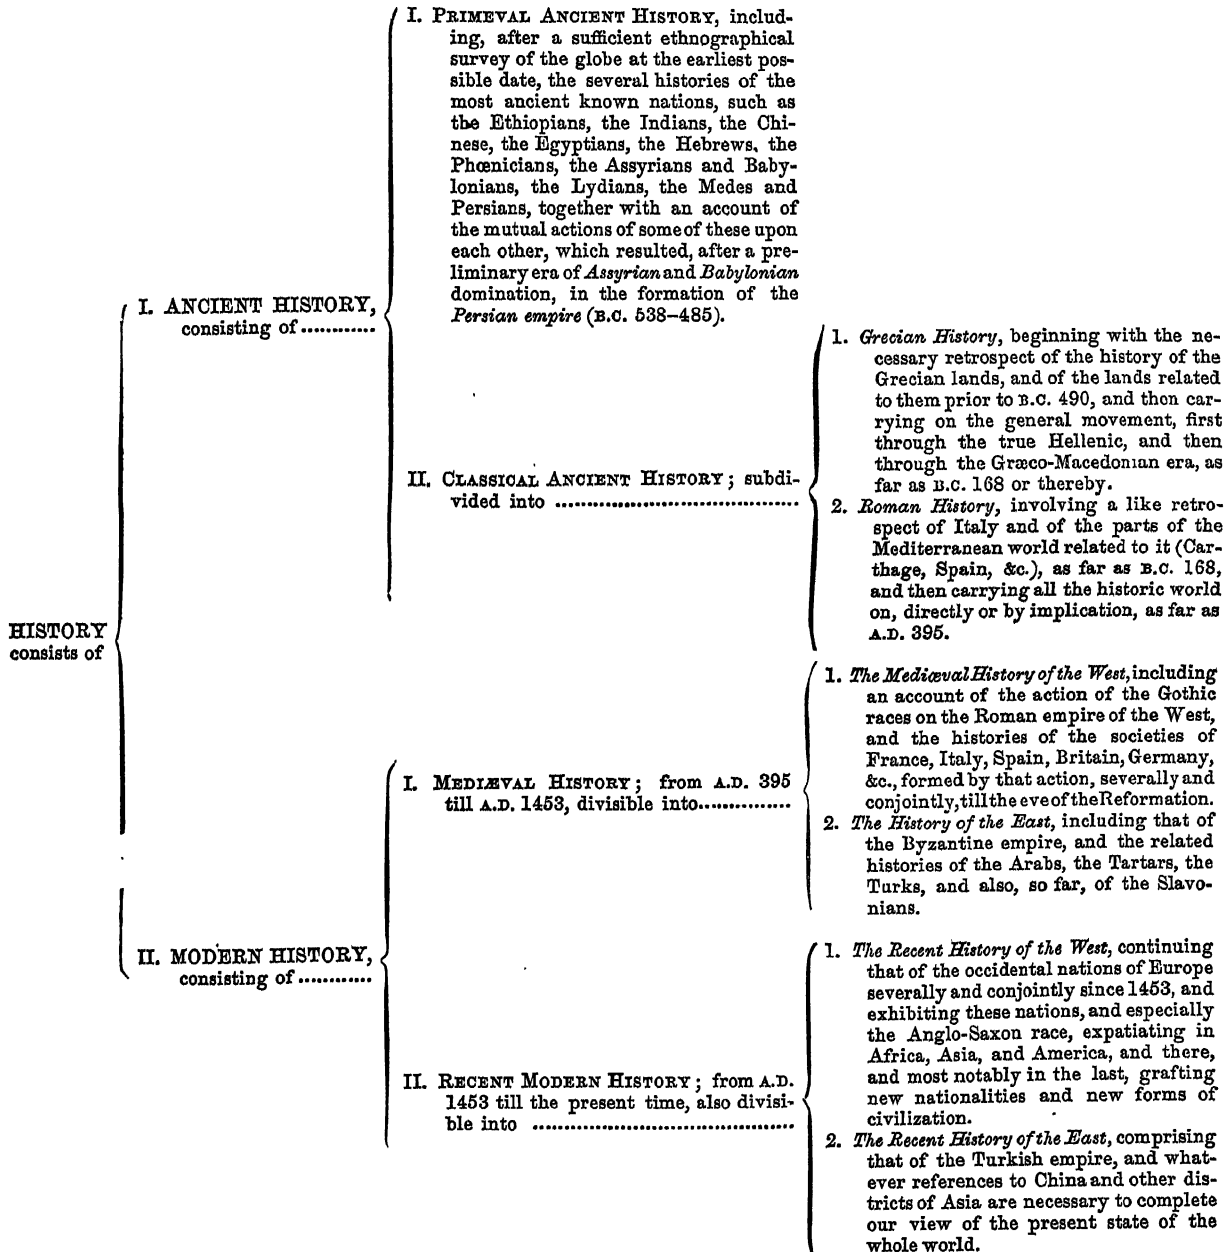 HISTORY
consists of
I. ANCIENT HISTORY,
consisting of ............
I. PRIMEVAL ANCIENT HISTORY, includ-
ing, after a sufficient ethnographical
survey of the globe at the earliest pos-
sible date, the several histories of the
most ancient known nations, such as
the Ethiopians, the Indians, the Chi-
nese, the Egyptians, the Hebrews, the
Phœnicians, the Assyrians and Baby-
lonians, the Lydians, the Medes and
Persians, together with an account of
the mutual actions of some of these upon
each other, which resulted, after a pre-
liminary era of Assyrian and Babylonian
domination, in the formation of the
Persian empire (B.C. 538–485).
II. CLASSICAL ANCIENT HISTORY; subdi-
vided into .......................................
1. Grecian History, beginning with the ne-
cessary retrospect of the history of the
Grecian lands, and of the lands related
to them prior to B.C. 490, and then car-
rying on the general movement, first
through the true Hellenic, and then
through the Græco-Macedonian era, as
far as B.C. 168 or thereby.
2. Roman History, involving a like retro-
spect of Italy and of the parts of the
Mediterranean world related to it (Car-
thage, Spain, &c.), as far as B.C. 168,
and then carrying all the historic world
on, directly or by implication, as far as
A.D. 395.
II. MODERN HISTORY,
consisting of ............
I. MEDIÆVAL HISTORY; from A.D. 395
till A.D. 1453, divisible into...............
1. The Mediæval History of the West, including
an account of the action of the Gothic
races on the Roman empire of the West,
and the histories of the societies of
France, Italy, Spain, Britain, Germany,
&c., formed by that action, severally and
conjointly, till the eve of the Reformation.
2. The History of the East, including that of
the Byzantine empire, and the related
histories of the Arabs, the Tartars, the
Turks, and also, so far, of the Slavo-
nians.
II. RECENT MODERN HISTORY; from A.D.
1453 till the present time, also divisi-
ble into ..........................................
1. The Recent History of the West, continuing
that of the occidental nations of Europe
severally and conjointly since 1453, and
exhibiting these nations, and especially
the Anglo-Saxon race, expatiating in
Africa, Asia, and America, and there,
and most notably in the last, grafting
new nationalities and new forms of
civilization.
2. The Recent History of the East, comprising
that of the Turkish empire, and what-
ever references to China and other dis-
tricts of Asia are necessary to complete
our view of the present state of the
whole world.